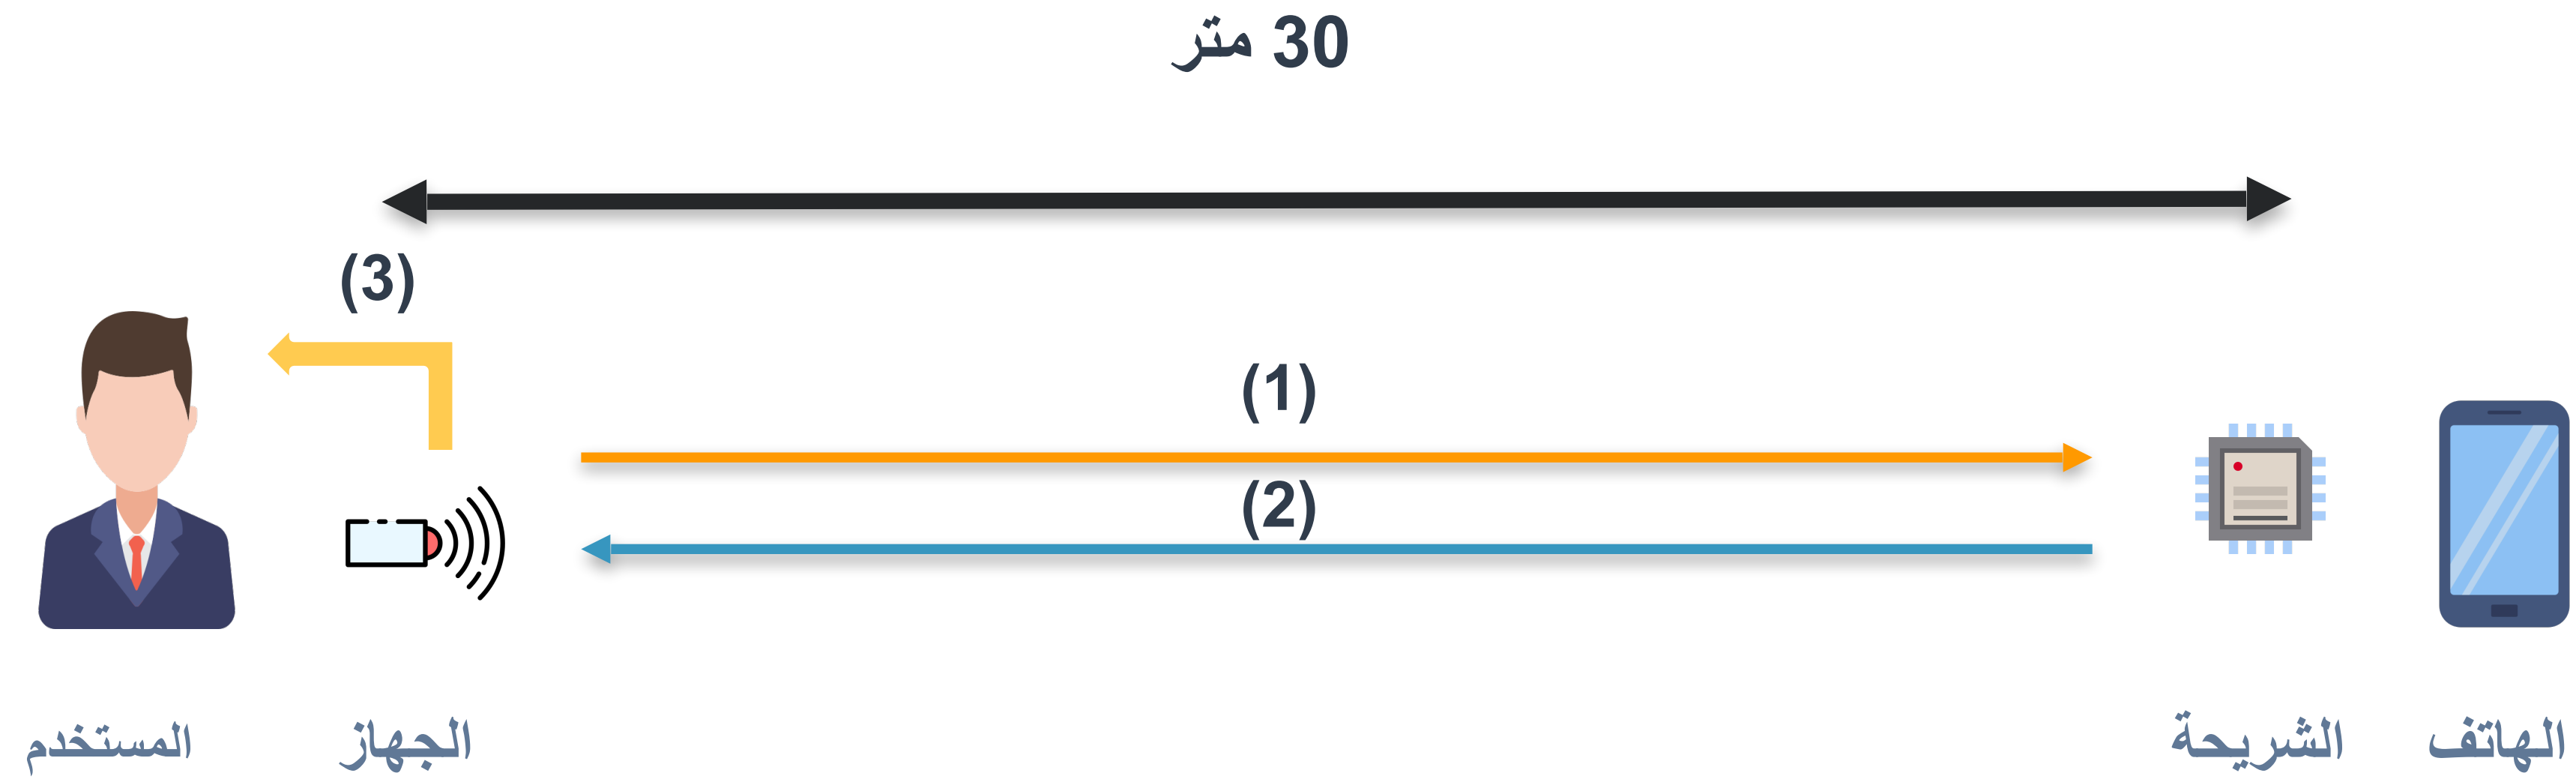 30 متر
(3)
(1)
(2)
الهاتف
الشريحة
الجهاز
المستخدم